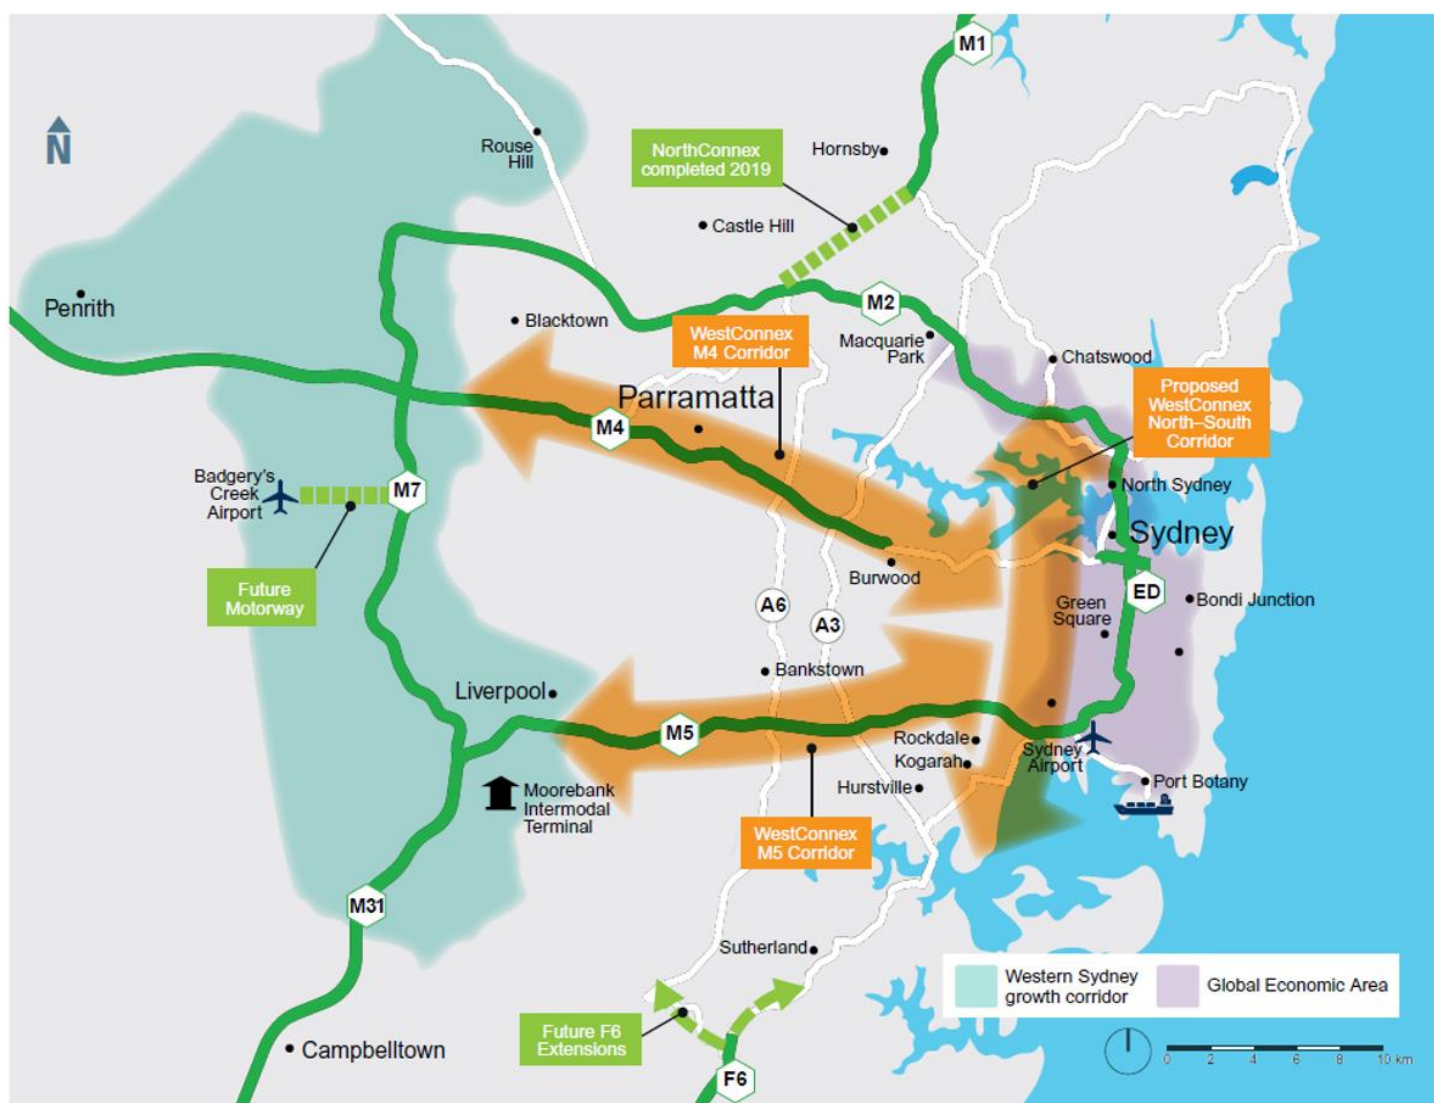 M1
N
Rouse
Hill
NorthConnex
completed 2019
Hornsby
Castle Hill
Penrith
Blacktown
M2
WestConnex
M4 Corridor
Macquarie
Park
Chatswood
Proposed
WestConnex
North–South
Corridor
Parramatta
M4
Badgery's
Creek
Airport
M7
North Sydney
Sydney
Future
Motorway
Burwood
A6
A3
ED
Green
Square
Bondi Junction
Bankstown
Liverpool
M5
Rockdale
Kogarah
Hurstville
Sydney
Airport
Port Botany
Moorebank
Intermodal
Terminal
WestConnex
M5 Corridor
M31
Sutherland
Western Sydney
growth corridor
Global Economic Area
Future F6
Extensions
Campbelltown
F6
0 2 4 6 8 10 km